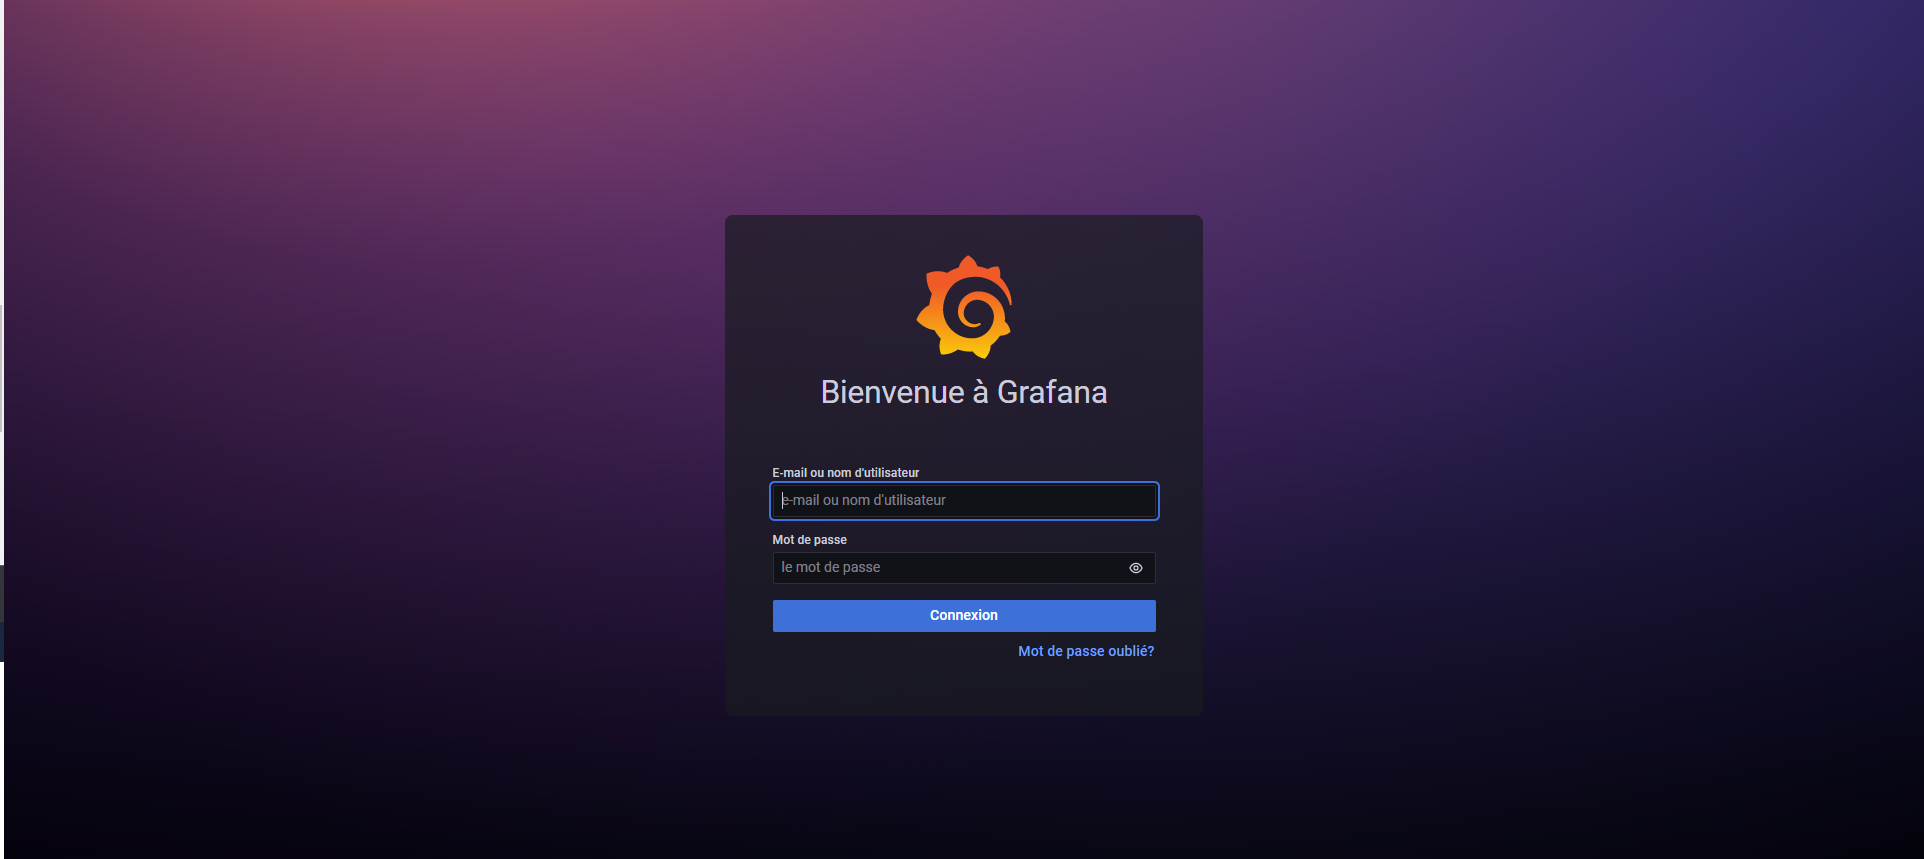 Bienvenue à Grafana
E-mail ou nom d'utilisateur
e-mail ou nom d'utilisateur
Mot de passe
le mot de passe
Connexion
Mot de passe oublié?